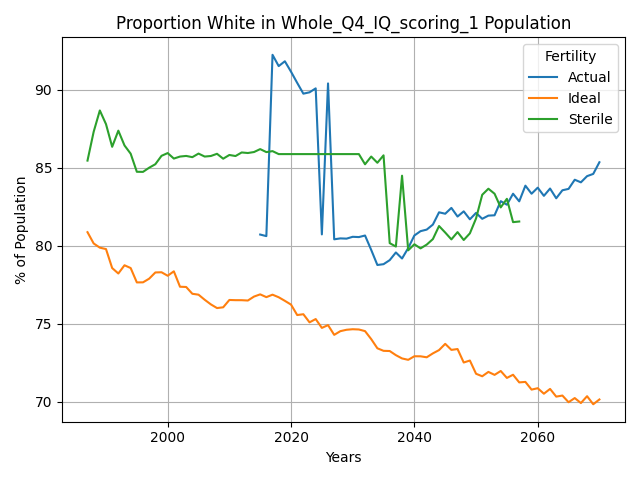 Proportion White in Whole_Q4_IQ_scoring_1 Population
Fertility
Actual
Ideal
Sterile
% of Population
90
85
80
75
70
2000
2020
2040
2060
Years